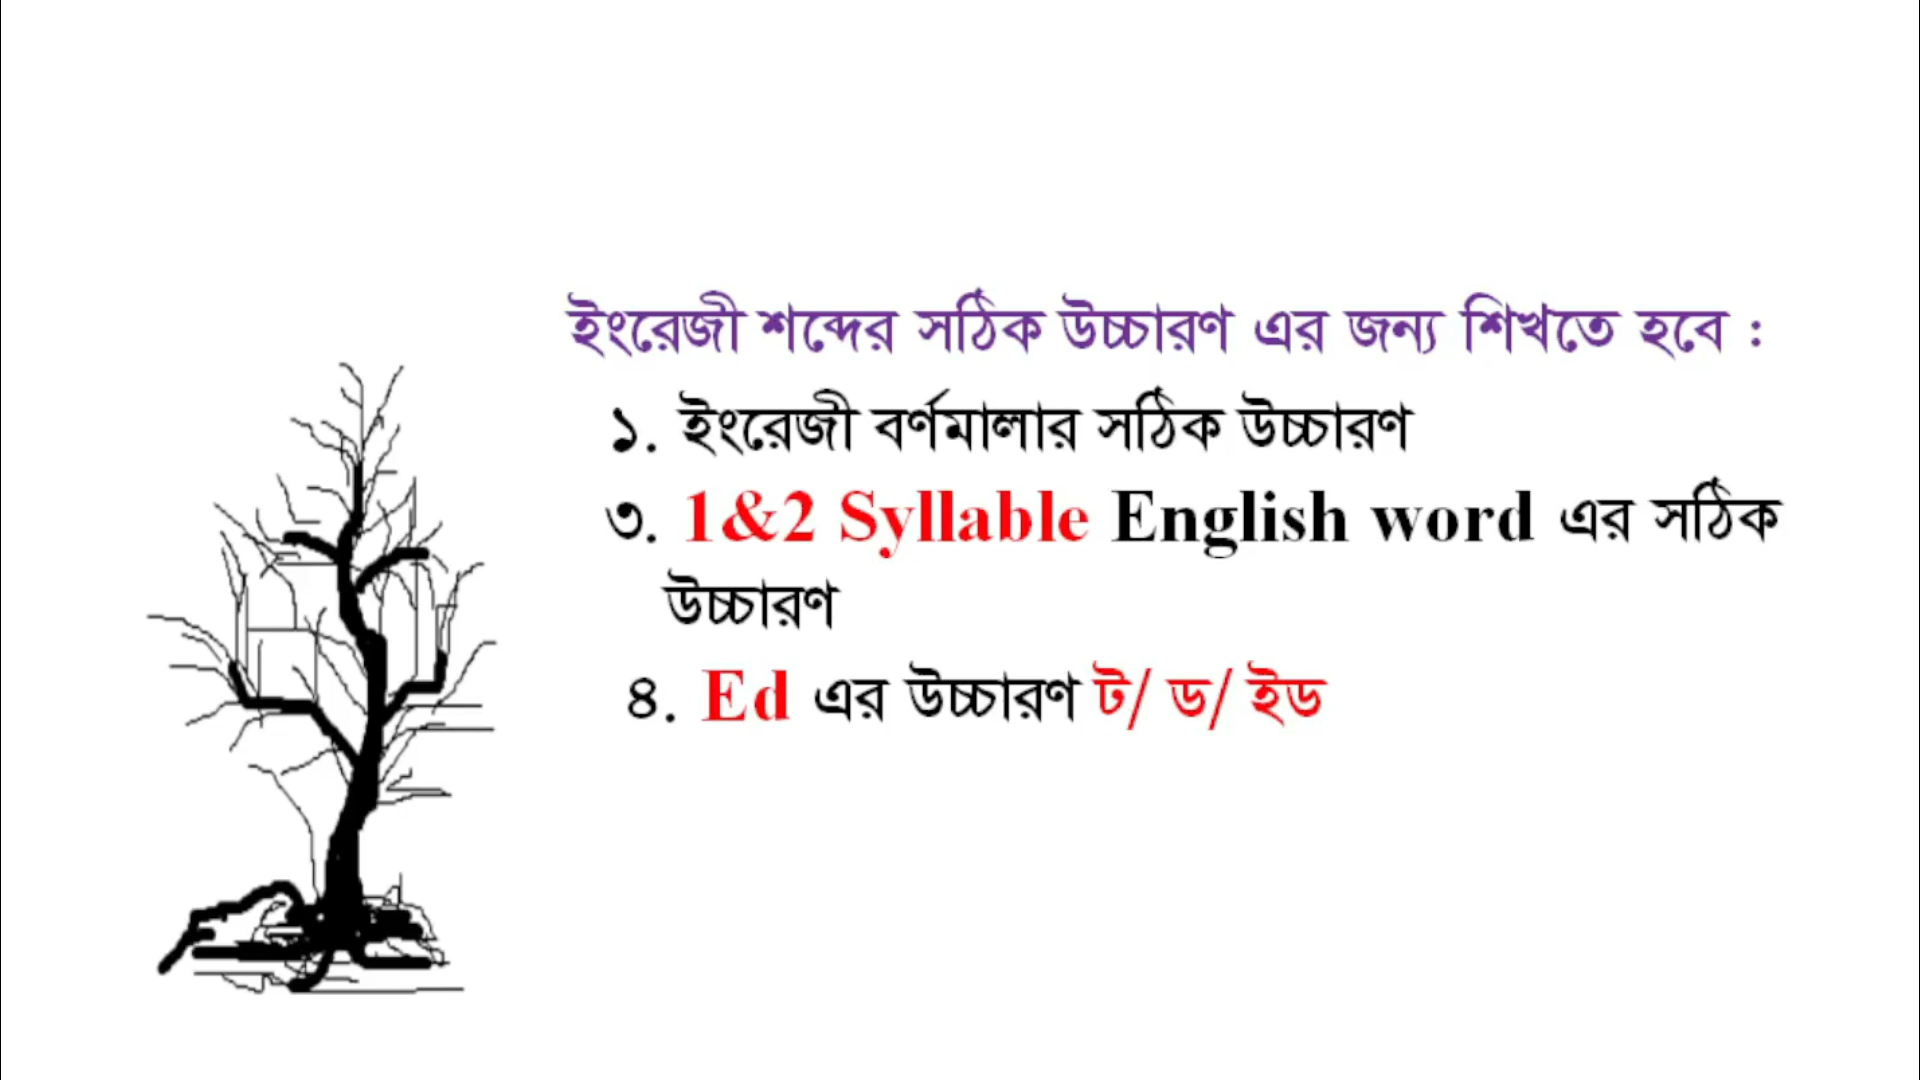 ইংরেজী শব্দের সঠিক উচ্চারণ এর জন্য শিখতে হবে :
১. ইংরেজী বর্ণমালার সঠিক উচ্চারণ
৩. 1&2 Syllable English word এর সঠিক
উচ্চারণ
৪. Ed এর উচ্চারণ ট/ ড/ ইড